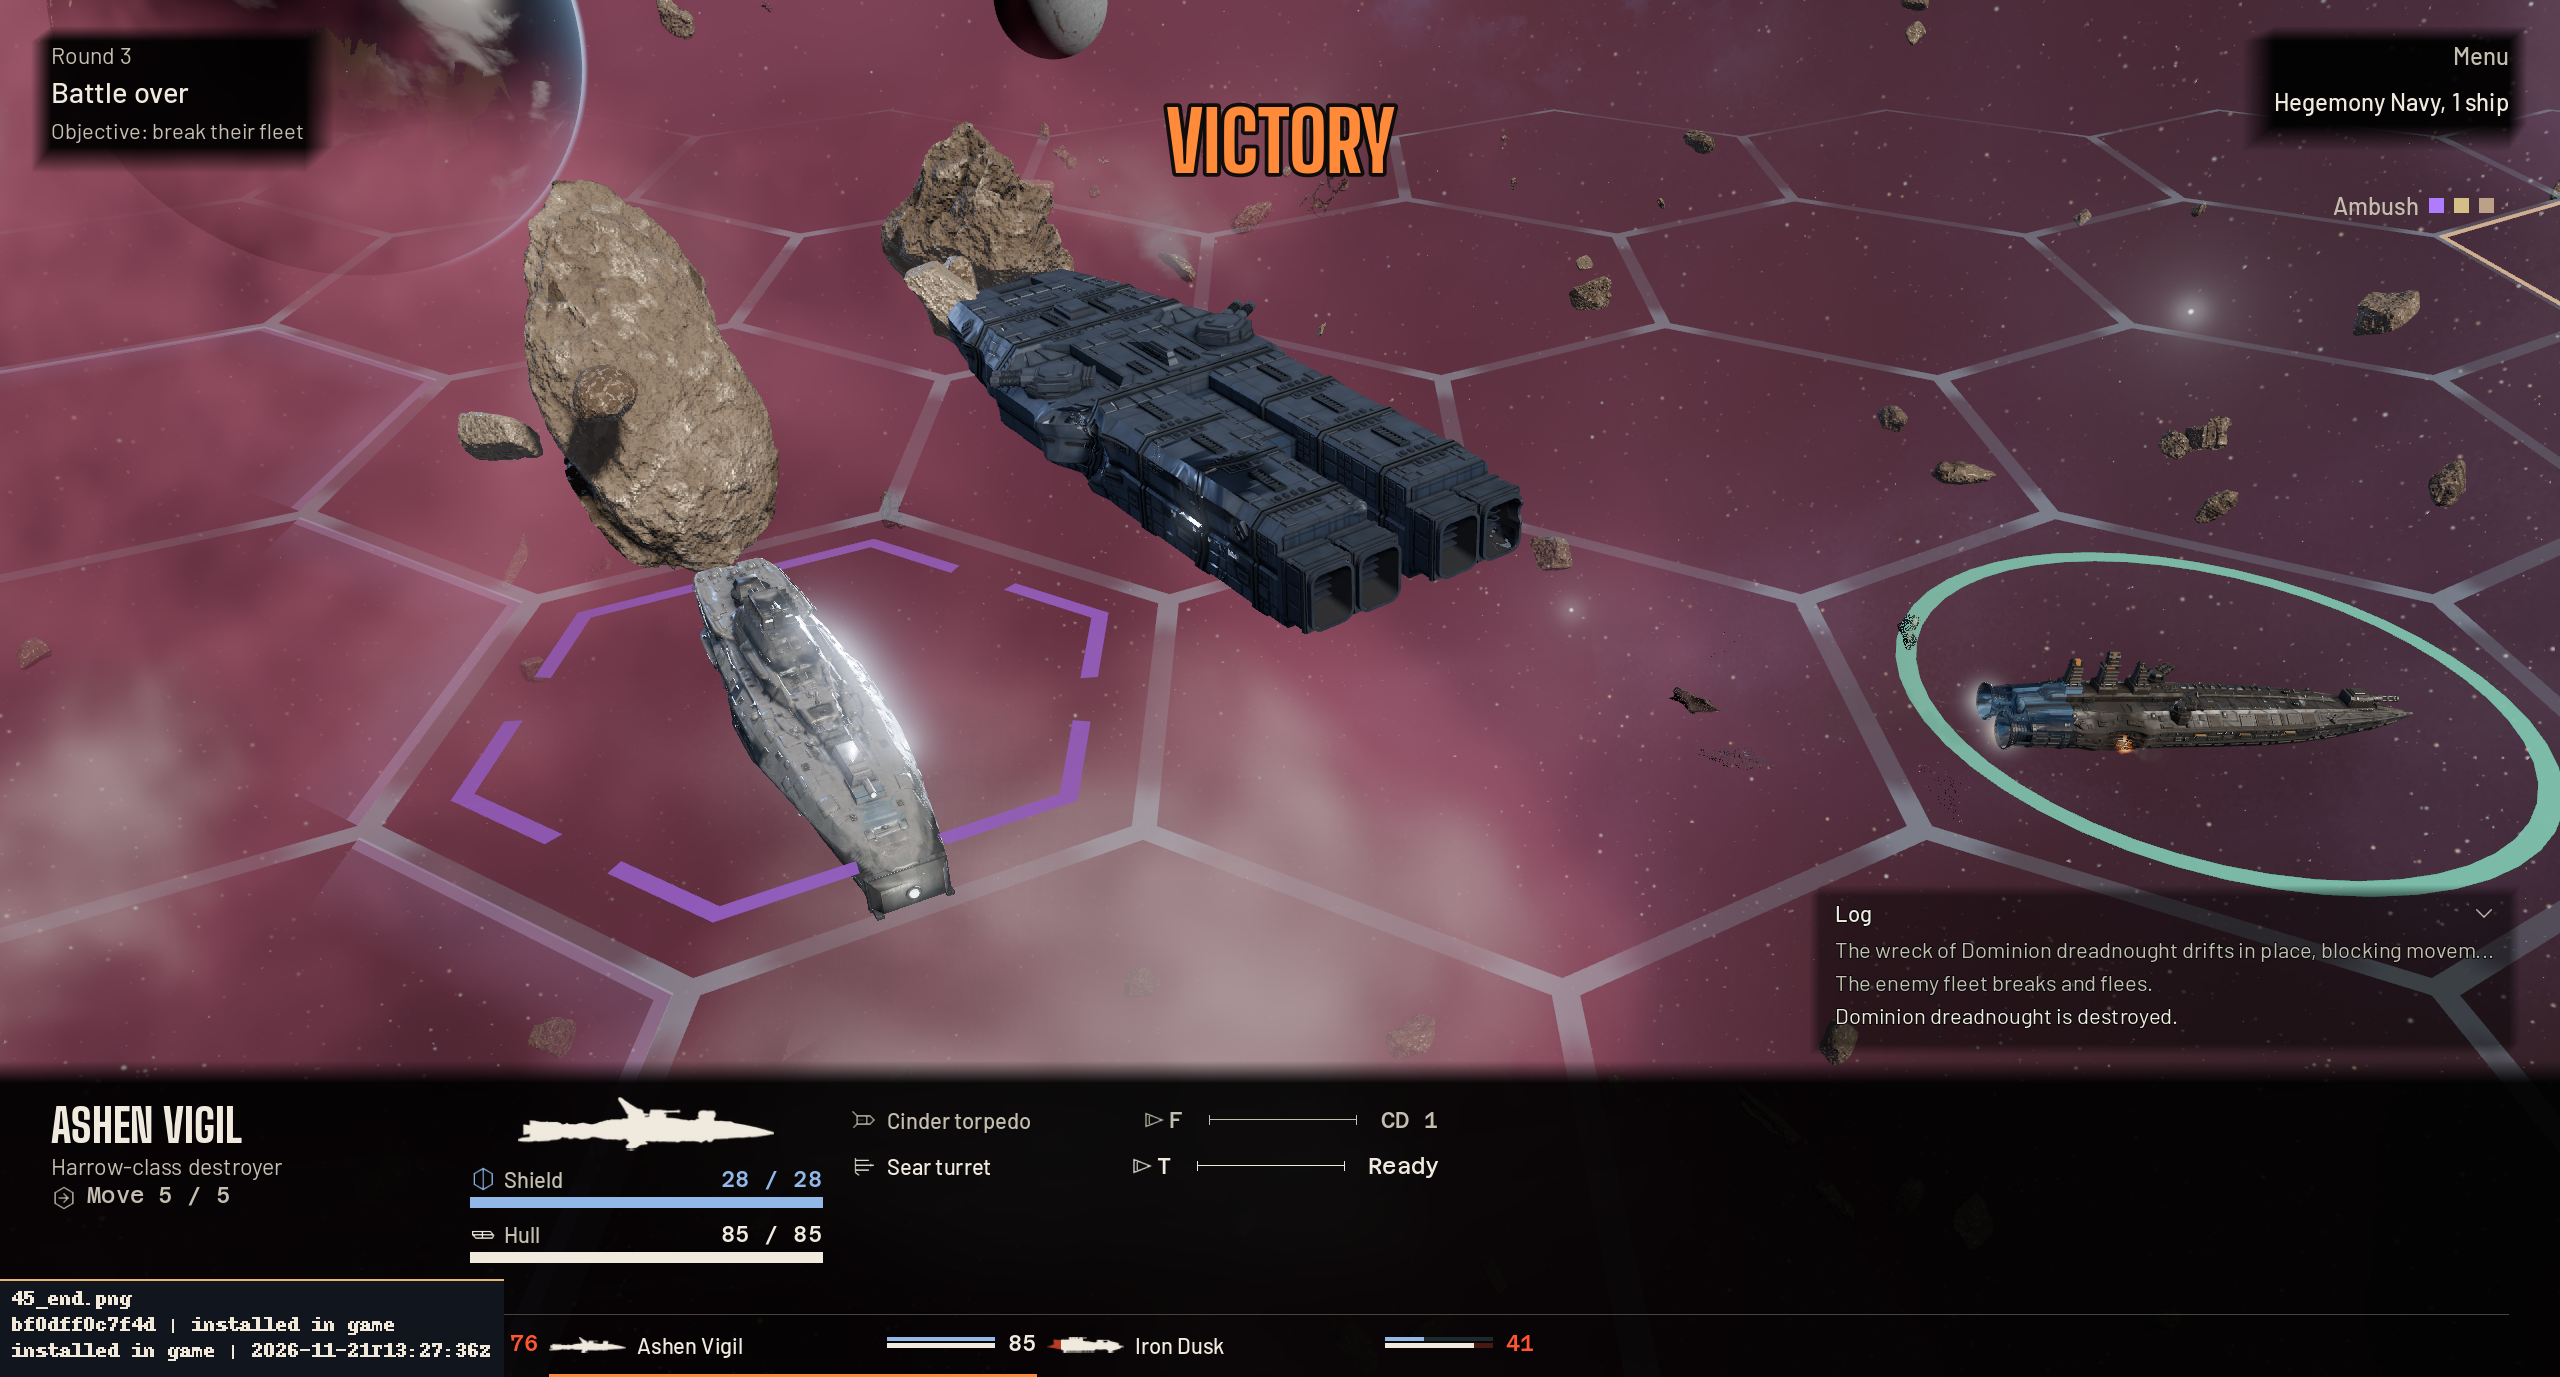 Round 3
Battle over
Objective: break their fleet
VICTORY
Menu
Hegemony Navy, 1 ship
Ambush
Log
The wreck of Dominion dreadnought drifts in place, blocking movem...
The enemy fleet breaks and flees.
Dominion dreadnought is destroyed.
ASHEN VIGIL
Harrow-class destroyer
Move 5 / 5
Shield 28 / 28
Hull 85 / 85
Cinder torpedo F CD 1
Sear turret T Ready
45_end.png
bf0dff0c7f4d | installed in game
installed in game | 2026-11-21T13:27:36Z
76 Ashen Vigil 85 Iron Dusk 41